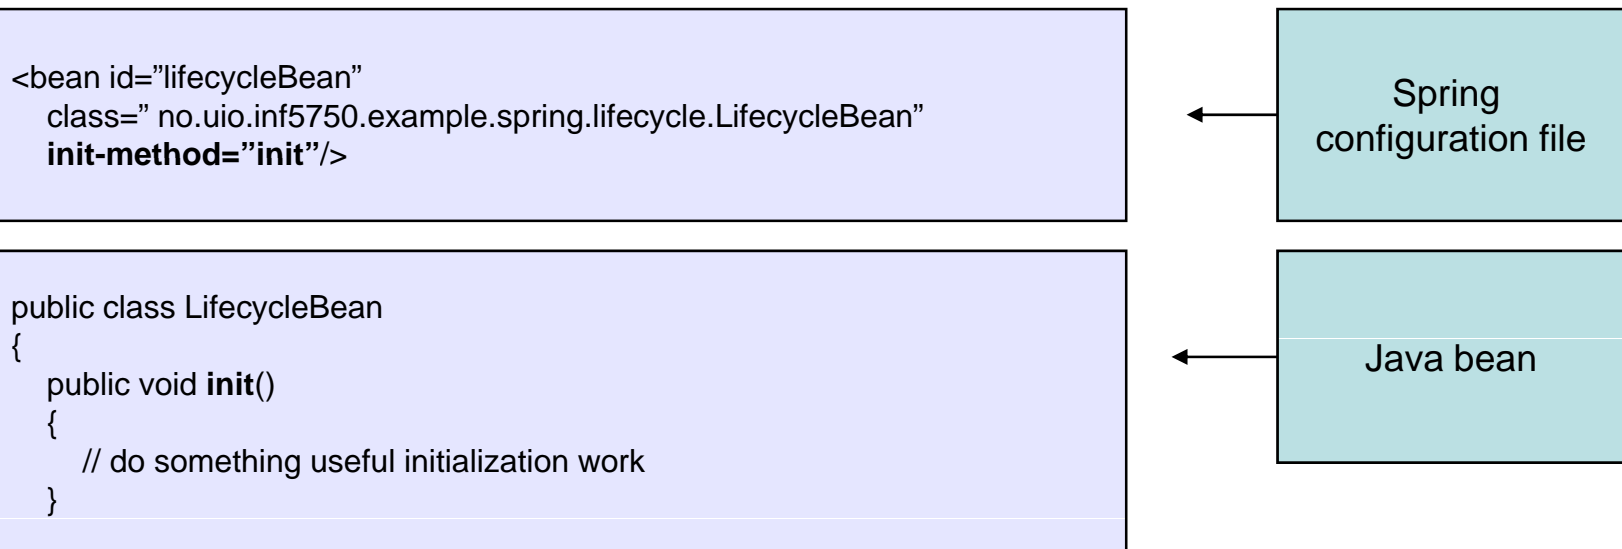 <bean id=”lifecycleBean”
class=” no.uio.inf5750.example.spring.lifecycle.LifecycleBean”
init-method=”init”/>
Spring
configuration file
public class LifecycleBean
{
public void init()
{
// do something useful initialization work
}
Java bean